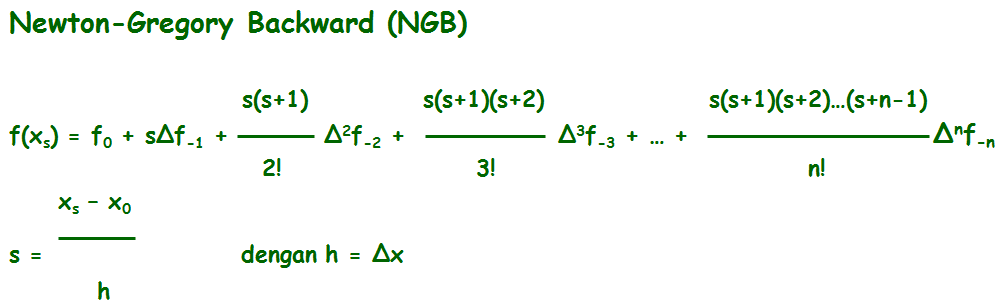 Newton-Gregory Backward (NGB)
s(s+1) s(s+1)(s+2) s(s+1)(s+2)...(s+n-1)
f(xₛ) = f₀ + sΔf₋₁ + ――― Δ²f₋₂ + ――― Δ³f₋₃ + ... + ――― Δⁿf₋ₙ
2! 3! n!
xₛ - x₀
s = ――― dengan h = Δx
h